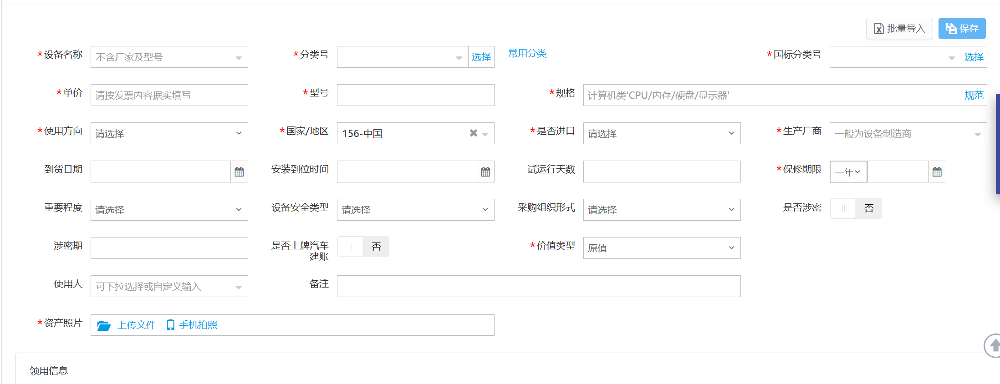 批量导入 保存
*设备名称 不含厂家及型号 *分类号 选择 常用分类 *国标分类号 选择
*单价 请按发票内容据实填写 *型号 *规格 计算机类'CPU/内存/硬盘/显示器' 规范
*使用方向 请选择 *国家/地区 156-中国 *是否进口 请选择 *生产厂商 一般为设备制造商
到货日期 安装到位时间 试运行天数 *保修期限 一年
重要程度 请选择 设备安全类型 请选择 采购组织形式 请选择 是否涉密 否
涉密期 是否上牌汽车 否 *价值类型 原值
建账
使用人 可下拉选择或自定义输入 备注
*资产照片 上传文件 手机拍照
领用信息